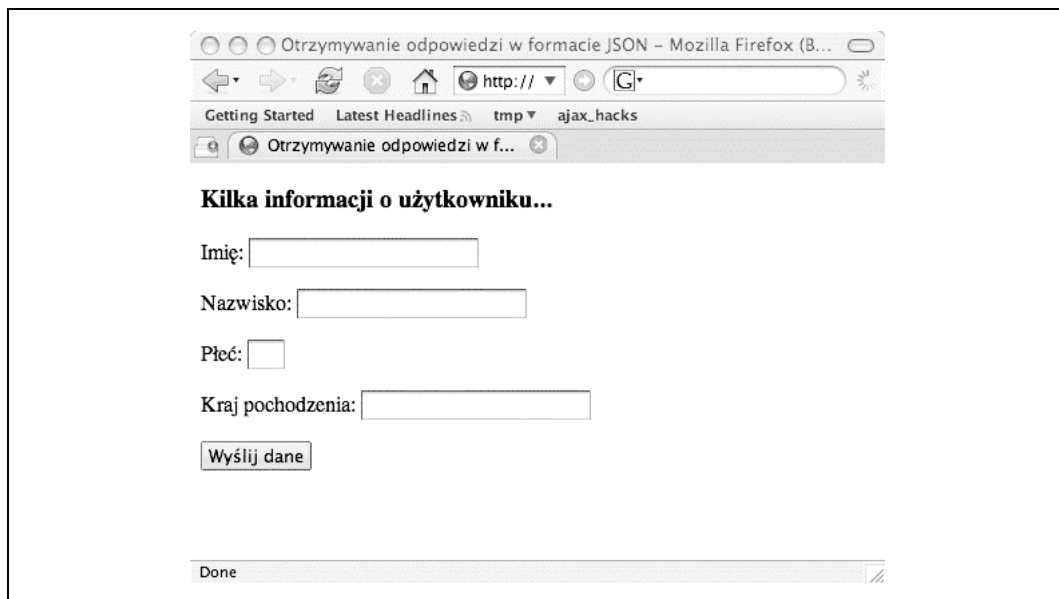 Otrzymywanie odpowiedzi w formacie JSON – Mozilla Firefox (B...
http:// G
Getting Started Latest Headlines tmp ajax_hacks
Otrzymywanie odpowiedzi w f...
Kilka informacji o użytkowniku...
Imię:
Nazwisko:
Płeć:
Kraj pochodzenia:
Wyślij dane
Done